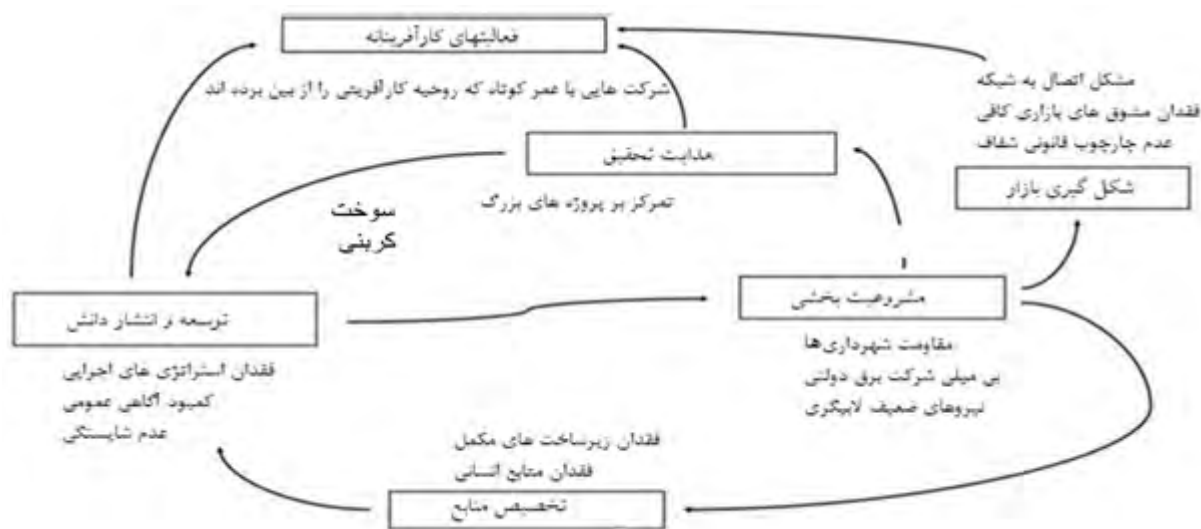 فعالیتهای کارآفرینانه
شرکت هایی با عمر کوتاه که روحیه کارآفرینی را از بین برده اند
مشکل اتصال به شبکه
فقدان مشوق های بازاری کافی
عدم چارچوب قانونی شفاف
شکل گیری بازار
هدایت تحقیق
تمرکز بر پروژه های بزرگ
سوخت
کربنی
مشروعیت بخشی
مقاومت شهرداری‌ها
بی میلی شرکت برق دولتی
نیروهای ضعیف لابیگری
توسعه و انتشار دانش
فقدان استراتژی های اجرایی
کمبود آگاهی عمومی
عدم شایستگی
فقدان زیرساخت های مکمل
فقدان منابع انسانی
تخصیص منابع